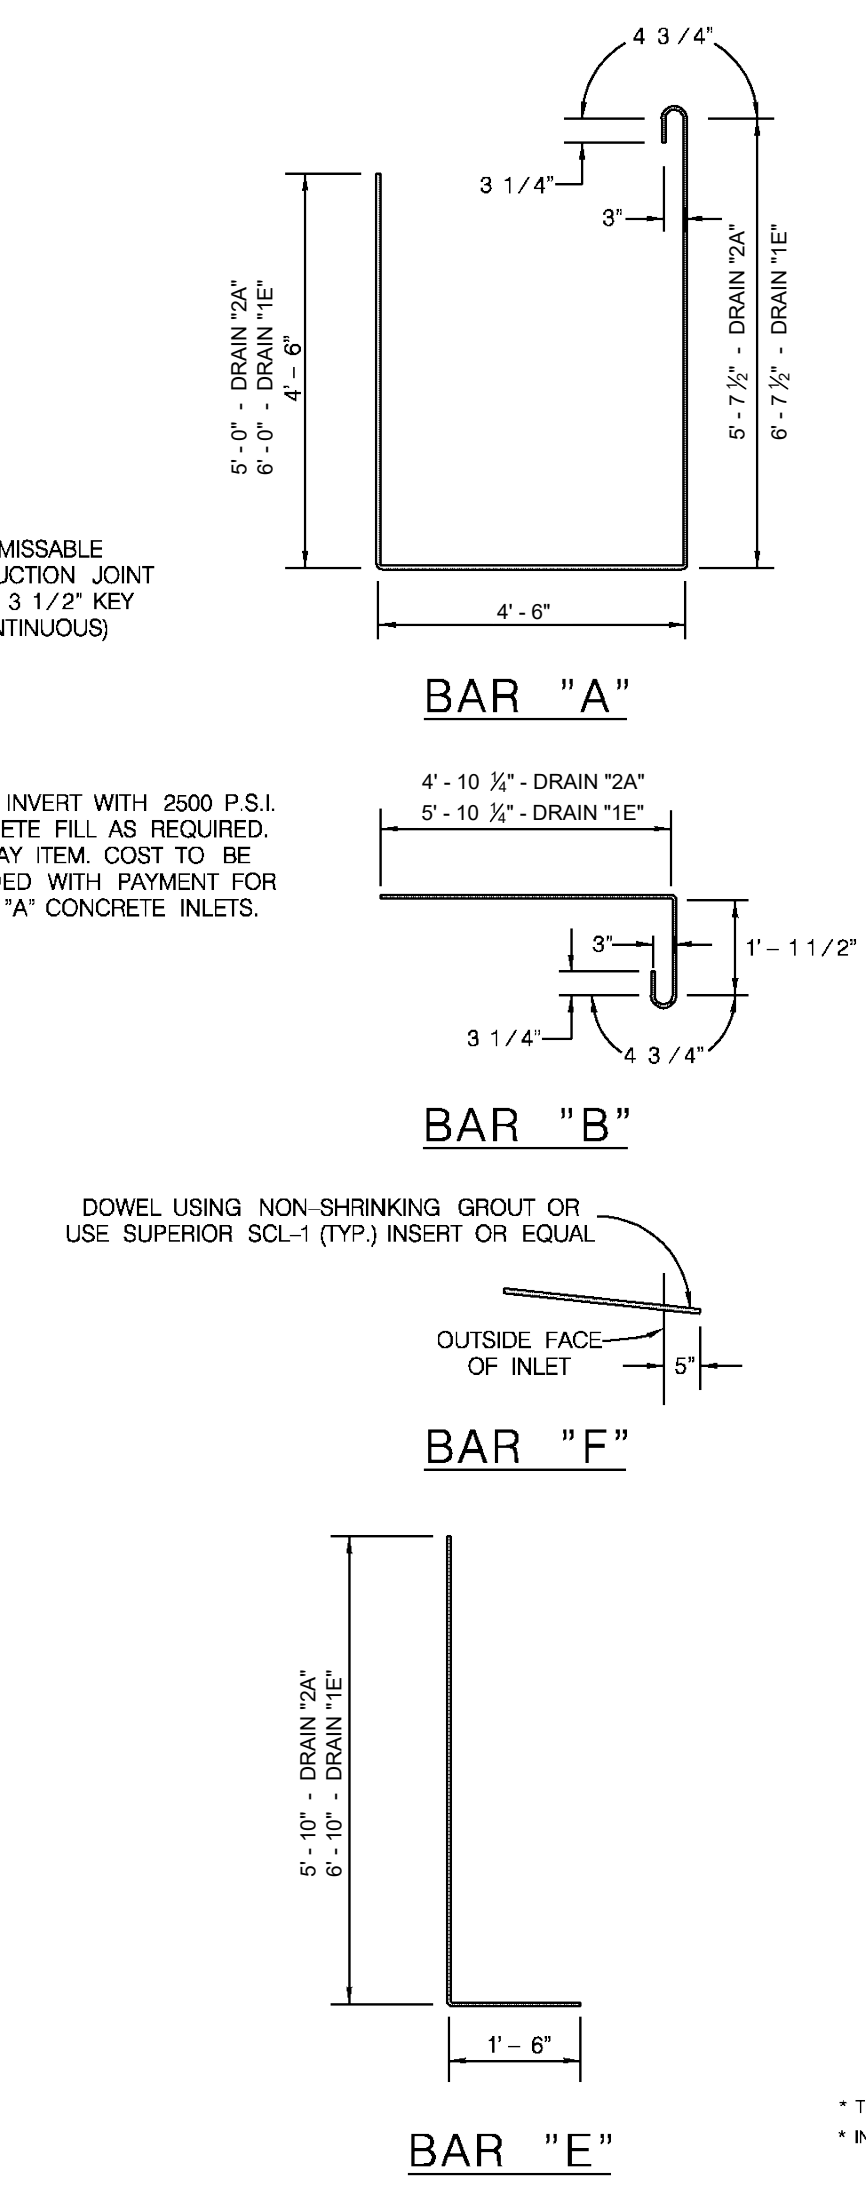 4 3/4"
3 1/4"
3"
5' - 0" - DRAIN "2A"
6' - 0" - DRAIN "1E"
4' – 6"
5' - 7 ½" - DRAIN "2A"
6' - 7 ½" - DRAIN "1E"
4' - 6"
BAR "A"
MISSABLE
UCTION JOINT
3 1/2" KEY
NTINUOUS)
4' - 10 ¼" - DRAIN "2A"
5' - 10 ¼" - DRAIN "1E"
INVERT WITH 2500 P.S.I.
ETE FILL AS REQUIRED.
AY ITEM. COST TO BE
DED WITH PAYMENT FOR
"A" CONCRETE INLETS.
3"
1' – 1 1/2"
3 1/4"
4 3/4"
BAR "B"
DOWEL USING NON–SHRINKING GROUT OR
USE SUPERIOR SCL–1 (TYP.) INSERT OR EQUAL
OUTSIDE FACE
OF INLET
5"
BAR "F"
5' - 10" - DRAIN "2A"
6' - 10" - DRAIN "1E"
1' – 6"
BAR "E"
* T
* IN